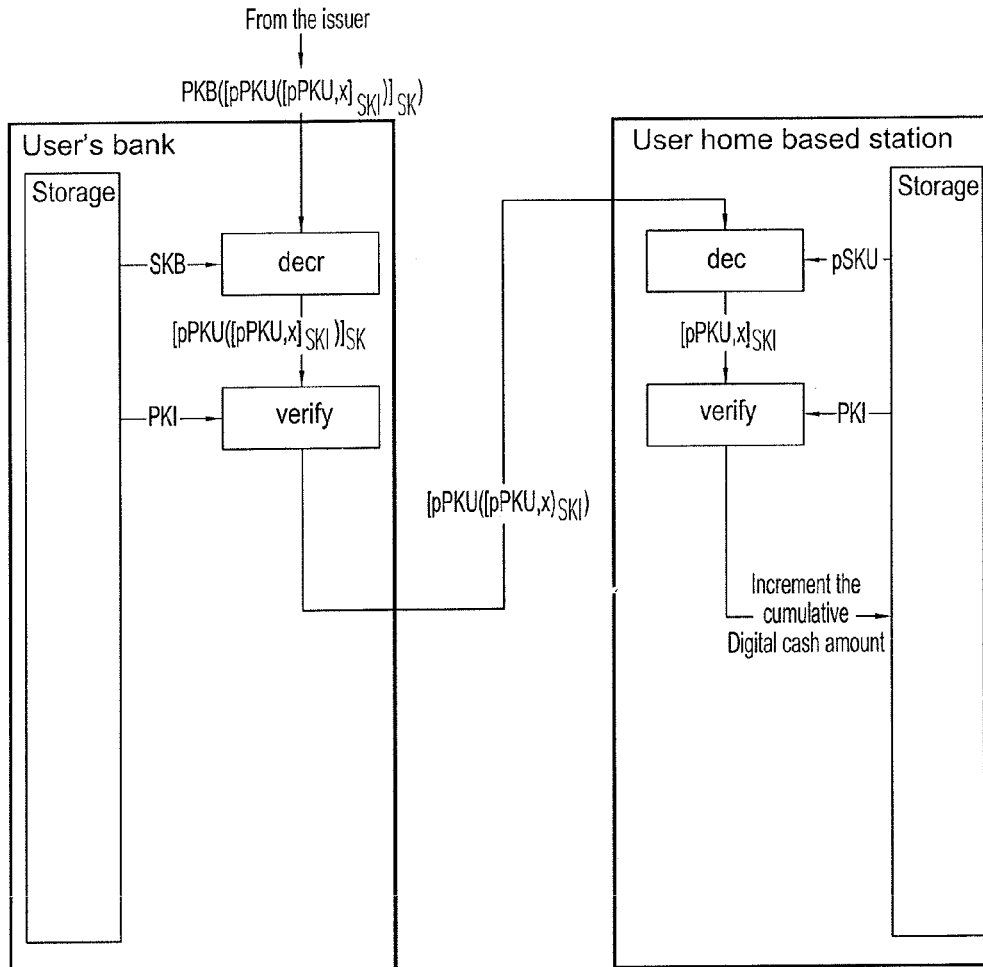 From the issuer
PKB([pPKU([pPKU,x]SKI)]SK)
User's bank
Storage
SKB
decr
[pPKU([pPKU,x]SKI)]SK
PKI
verify
[pPKU([pPKU,x)SKI)
User home based station
Storage
dec
pSKU
[pPKU,x]SKI
verify
PKI
Increment the
cumulative
Digital cash amount